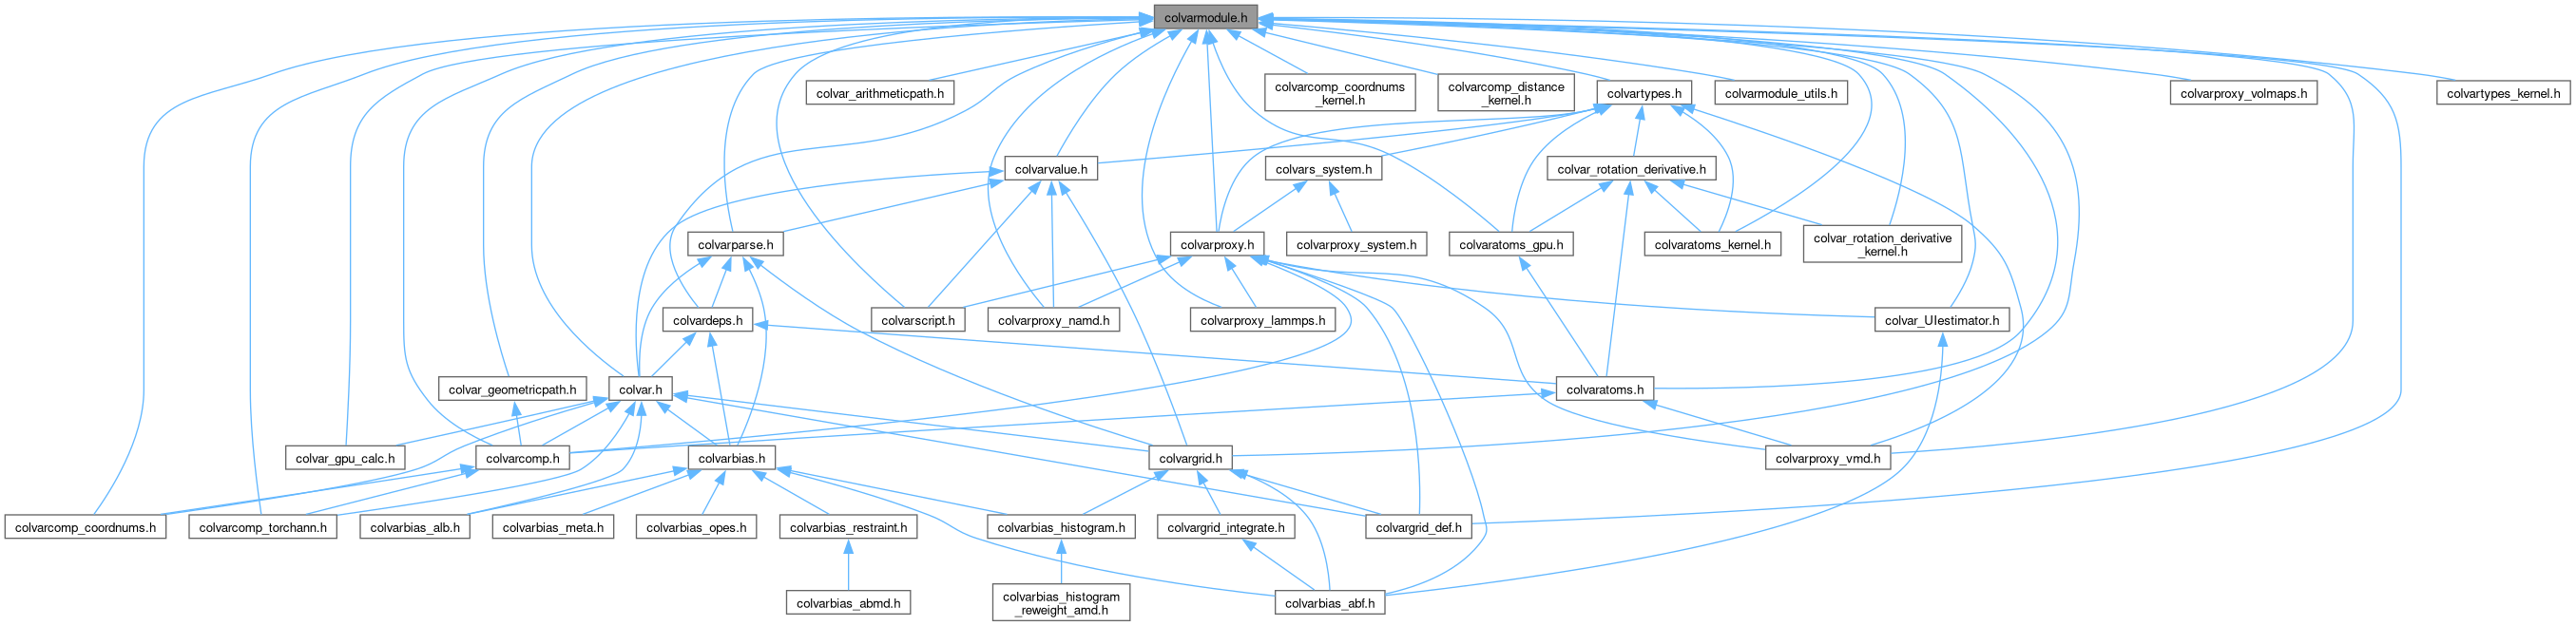 colvarmodule.h
colvar_arithmeticpath.h
colvarcomp_coordnums
_kernel.h
colvarcomp_distance
_kernel.h
colvartypes.h
colvarmodule_utils.h
colvarproxy_volmaps.h
colvartypes_kernel.h
colvarvalue.h
colvars_system.h
colvar_rotation_derivative.h
colvarparse.h
colvarproxy.h
colvarproxy_system.h
colvaratoms_gpu.h
colvaratoms_kernel.h
colvar_rotation_derivative
_kernel.h
colvardeps.h
colvarscript.h
colvarproxy_namd.h
colvarproxy_lammps.h
colvar_UIestimator.h
colvar_geometricpath.h
colvar.h
colvaratoms.h
colvar_gpu_calc.h
colvarcomp.h
colvarbias.h
colvargrid.h
colvarproxy_vmd.h
colvarcomp_coordnums.h
colvarcomp_torchann.h
colvarbias_alb.h
colvarbias_meta.h
colvarbias_opes.h
colvarbias_restraint.h
colvarbias_histogram.h
colvargrid_integrate.h
colvargrid_def.h
colvarbias_abmd.h
colvarbias_histogram
_reweight_amd.h
colvarbias_abf.h